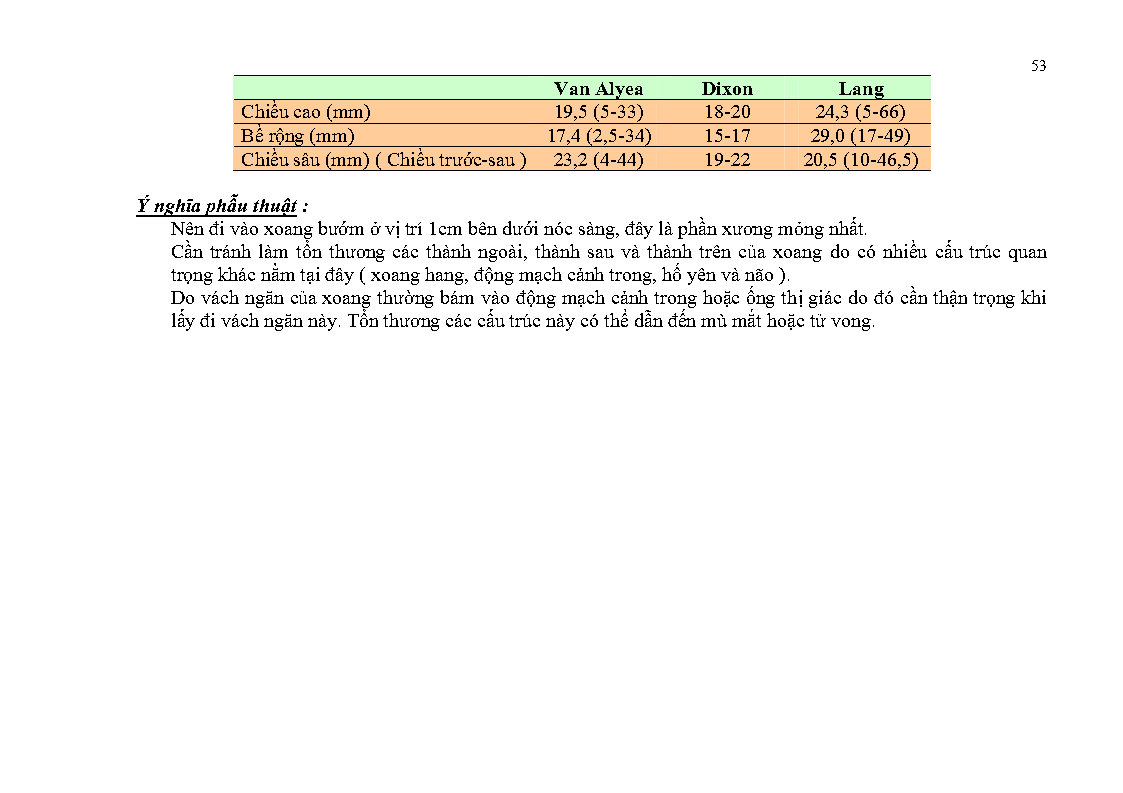 53
Van Alyea Dixon Lang
Chiều cao (mm) 19,5 (5-33) 18-20 24,3 (5-66)
Bề rộng (mm) 17,4 (2,5-34) 15-17 29,0 (17-49)
Chiều sâu (mm) ( Chiều trước-sau ) 23,2 (4-44) 19-22 20,5 (10-46,5)
Ý nghĩa phẫu thuật :
Nên đi vào xoang bướm ở vị trí 1cm bên dưới nóc sàng, đây là phần xương mỏng nhất.
Cần tránh làm tổn thương các thành ngoài, thành sau và thành trên của xoang do có nhiều cấu trúc quan
trọng khác nằm tại đây ( xoang hang, động mạch cảnh trong, hố yên và não ).
Do vách ngăn của xoang thường bám vào động mạch cảnh trong hoặc ống thị giác do đó cần thận trọng khi
lấy đi vách ngăn này. Tổn thương các cấu trúc này có thể dẫn đến mù mắt hoặc tử vong.